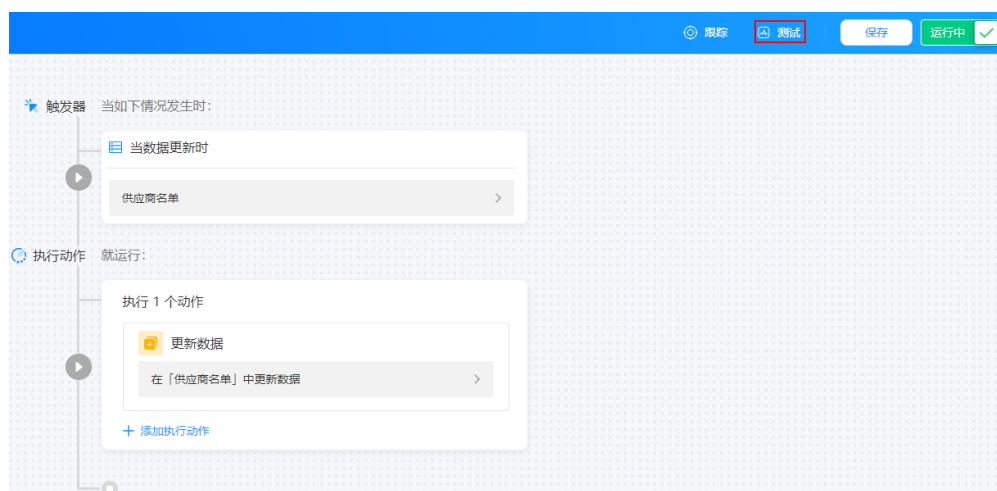 跟踪 测试 保存 运行中
触发器 当如下情况发生时：
当数据更新时
供应商名单
执行动作 就运行：
执行 1 个动作
更新数据
在「供应商名单」中更新数据
添加执行动作